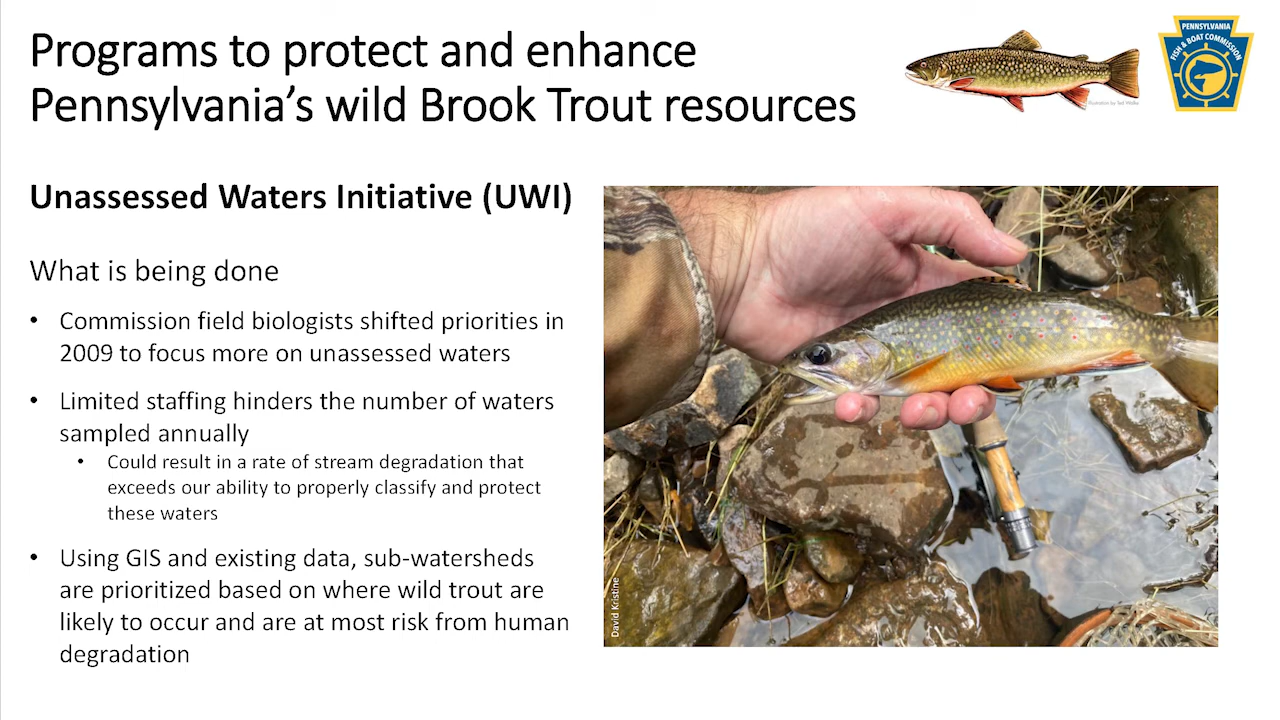 Programs to protect and enhance
Pennsylvania's wild Brook Trout resources
Illustration by Ted Walke
PENNSYLVANIA
FISH & BOAT COMMISSION
Unassessed Waters Initiative (UWI)
What is being done
• Commission field biologists shifted priorities in
2009 to focus more on unassessed waters
• Limited staffing hinders the number of waters
sampled annually
• Could result in a rate of stream degradation that
exceeds our ability to properly classify and protect
these waters
• Using GIS and existing data, sub-watersheds
are prioritized based on where wild trout are
likely to occur and are at most risk from human
degradation
David Kristine